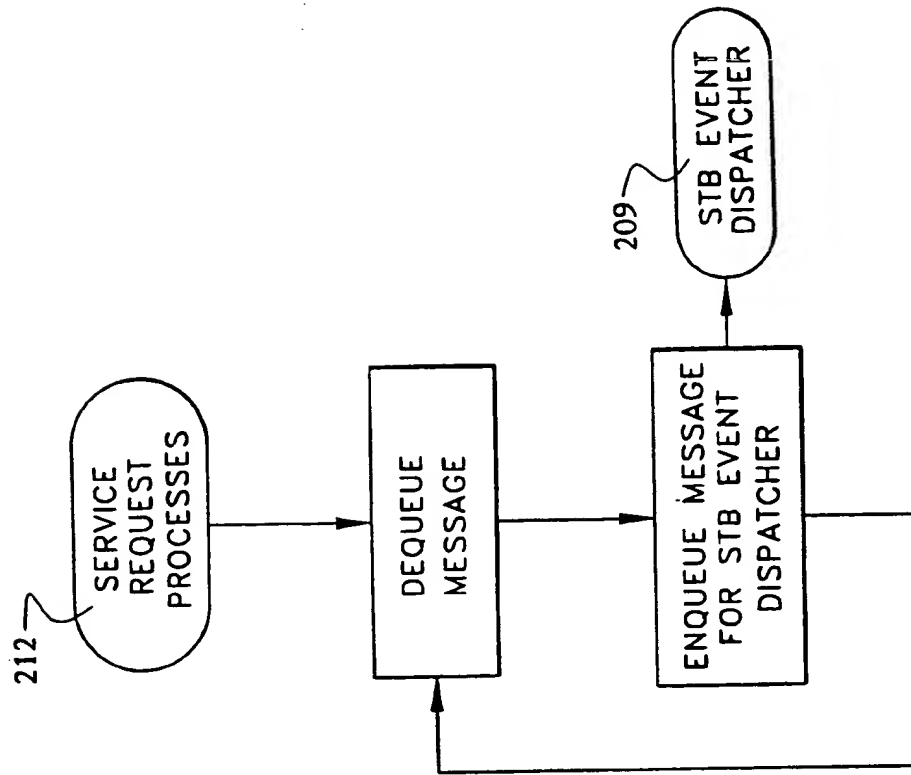 212
SERVICE
REQUEST
PROCESSES
DEQUEUE
MESSAGE
ENQUEUE MESSAGE
FOR STB EVENT
DISPATCHER
209
STB EVENT
DISPATCHER